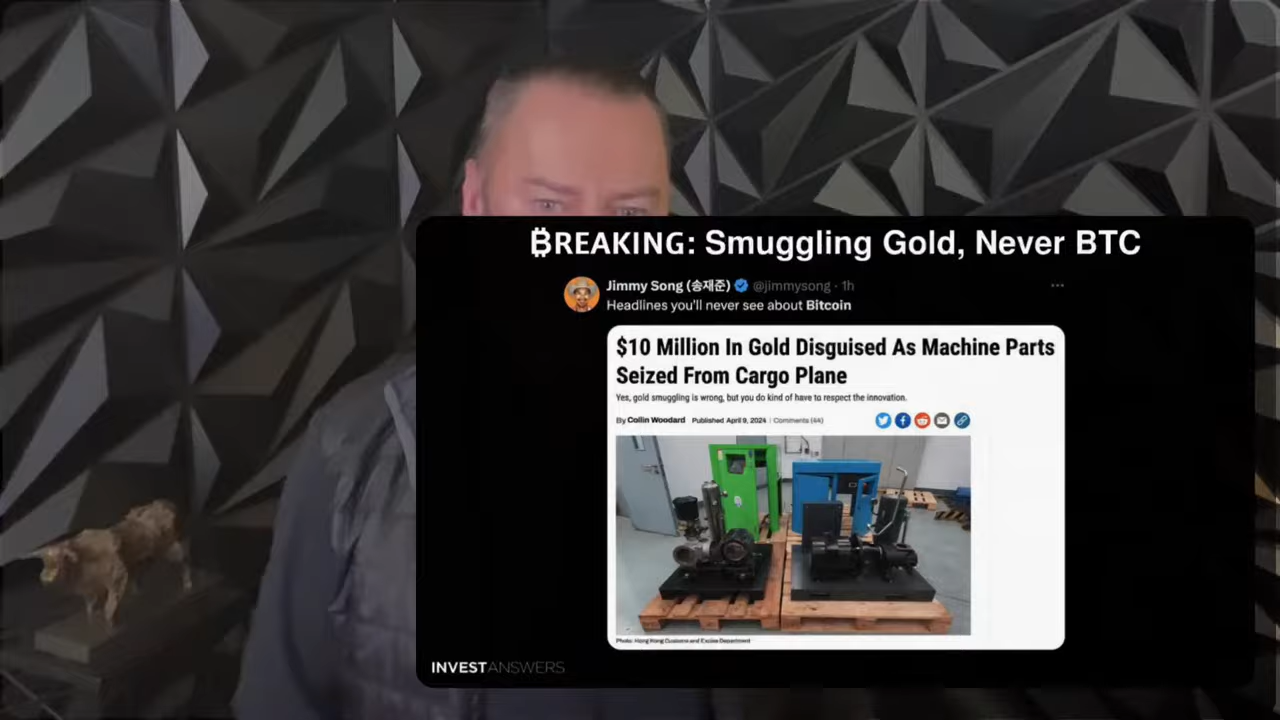 ₿REAKING: Smuggling Gold, Never BTC
Jimmy Song (송재준) @jimmysong · 1h
Headlines you'll never see about Bitcoin
$10 Million In Gold Disguised As Machine Parts
Seized From Cargo Plane
Yes, gold smuggling is wrong, but you do kind of have to respect the innovation.
By Collin Woodard Published April 9, 2024 | Comments (44)
Photo: Hong Kong Customs and Excise Department
INVESTANSWERS